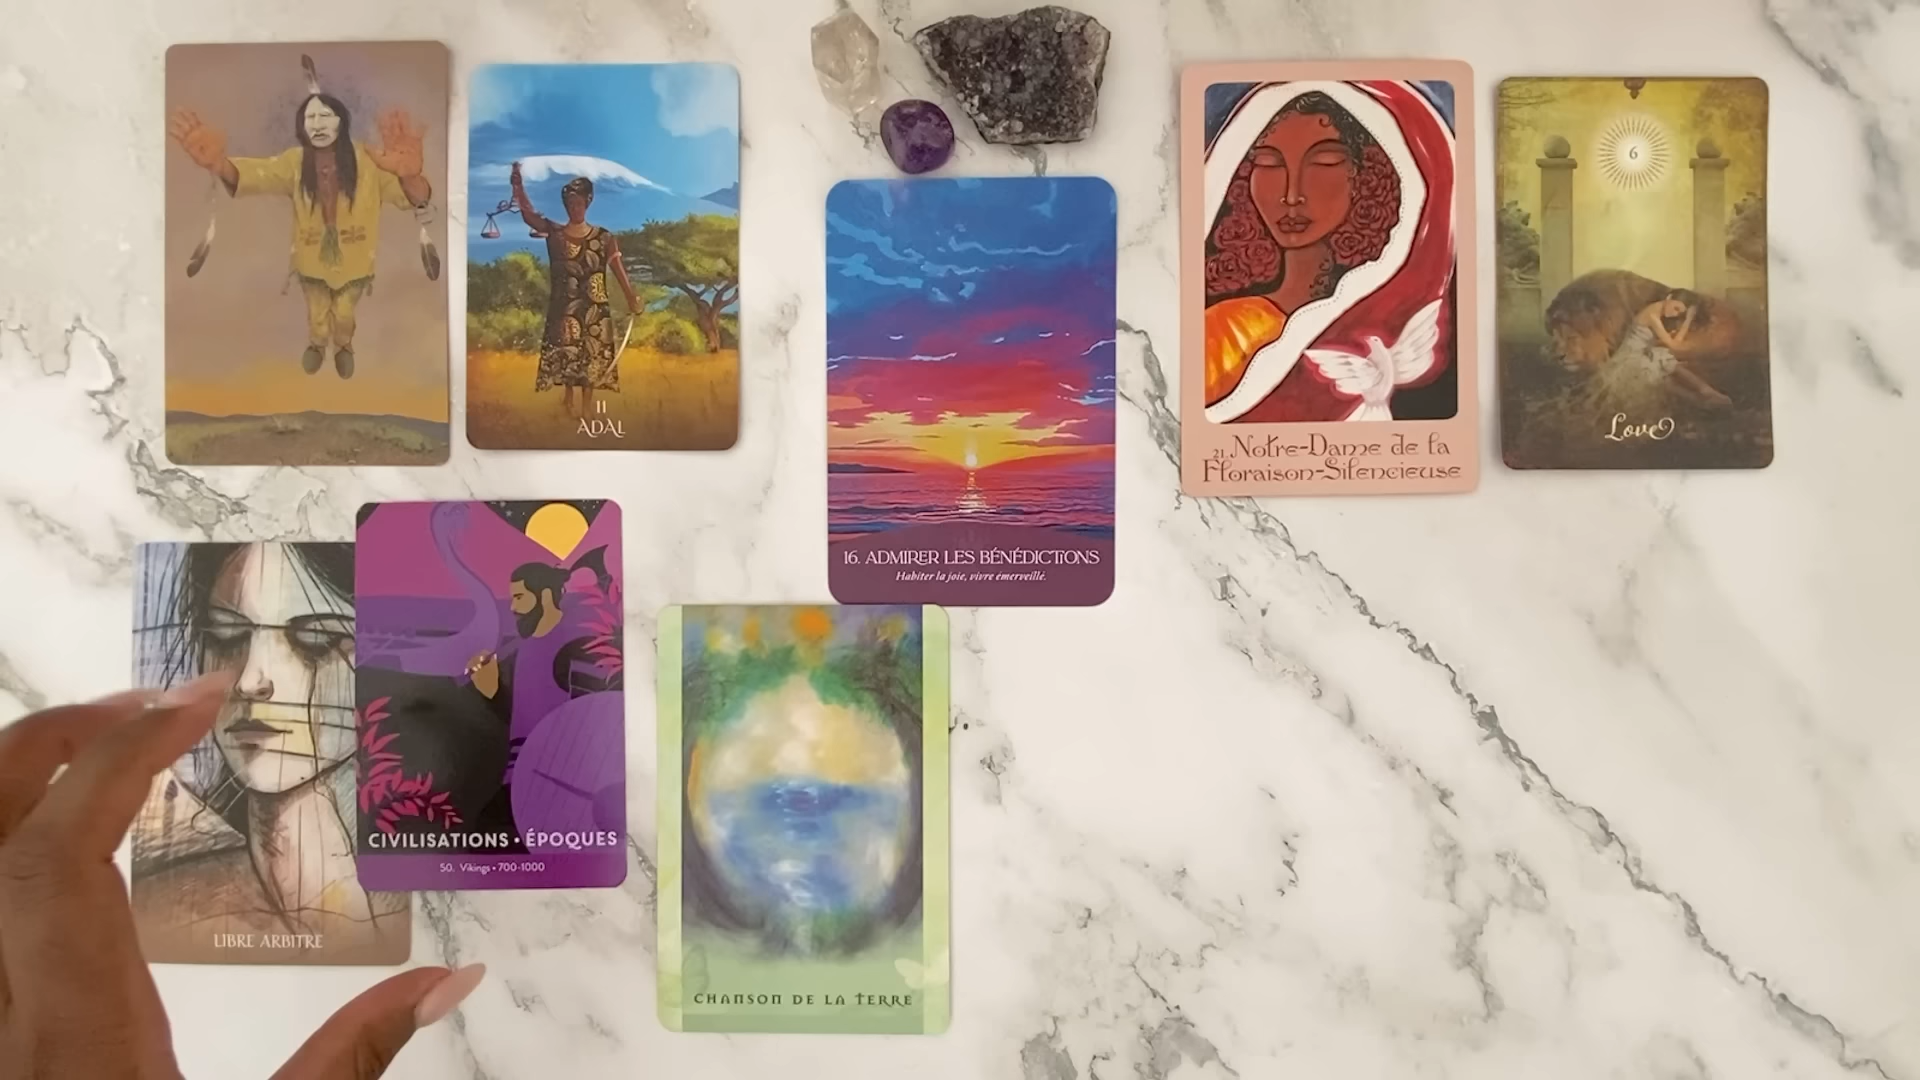 11
ADAL
16. ADMIRER LES BÉNÉDICTIONS
Habiter la joie, vivre émerveillé.
21. Notre-Dame de la
Floraison-Silencieuse
6
Love
LIBRE ARBITRE
CIVILISATIONS • ÉPOQUES
50. Vikings • 700-1000
CHANSON DE LA TERRE